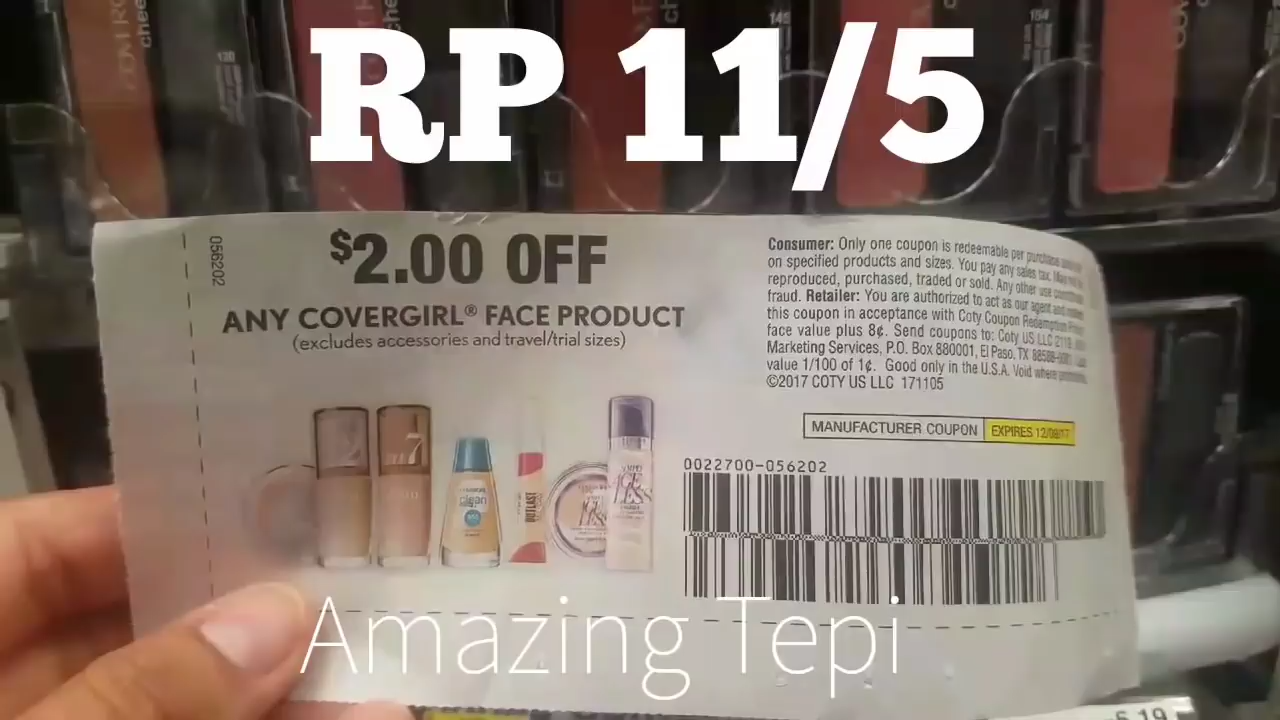 RP 11/5
$2.00 OFF
ANY COVERGIRL® FACE PRODUCT
(excludes accessories and travel/trial sizes)
056202
Consumer: Only one coupon is redeemable per purchase
on specified products and sizes. You pay any sales tax.
reproduced, purchased, traded or sold. Any other use
fraud. Retailer: You are authorized to act as our agent and
this coupon in acceptance with Coty Coupon Redemption
face value plus 8¢. Send coupons to: Coty US LLC
Marketing Services, P.O. Box 880001, El Paso, TX
value 1/100 of 1¢. Good only in the U.S.A. Void where
©2017 COTY US LLC 171105
MANUFACTURER COUPON
EXPIRES 12/09/17
0022700-056202
clean
OUTLAST
AGE
LESS
Amazing Tepi